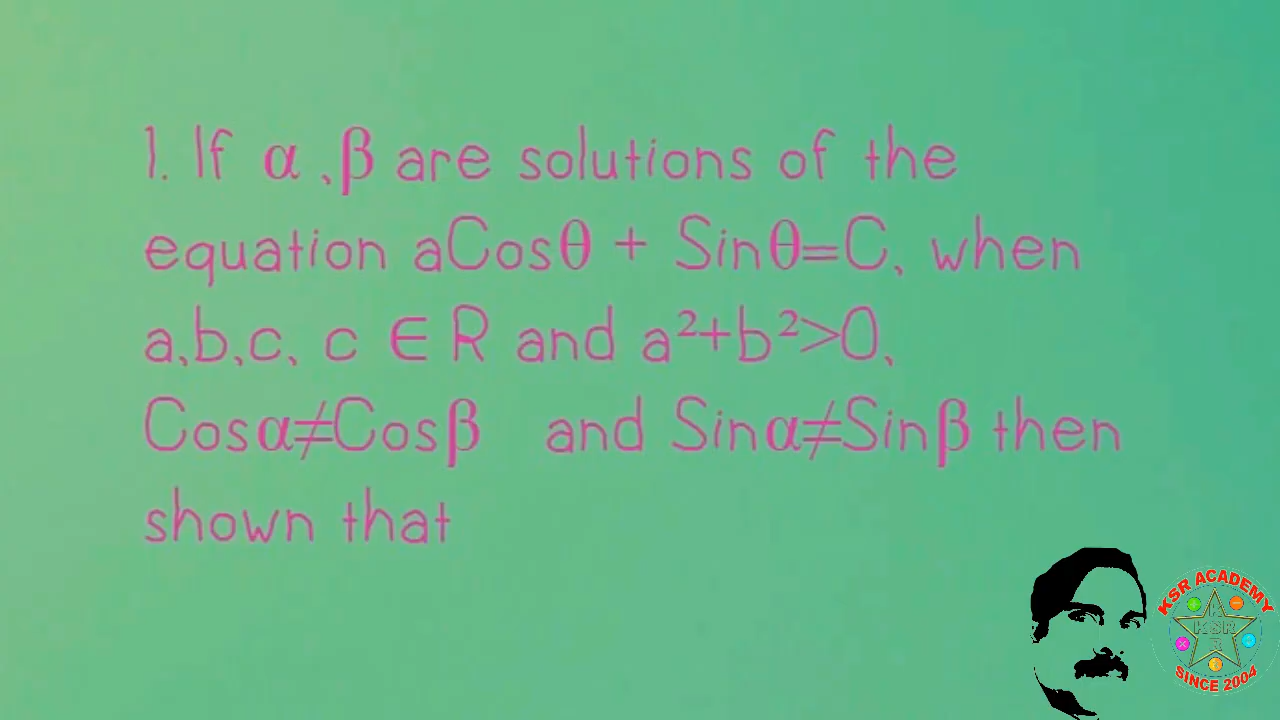 1. If α ,β are solutions of the
equation aCosθ + Sinθ=C, when
a,b,c, c ∈ R and a²+b²>0,
Cosα≠Cosβ and Sinα≠Sinβ then
shown that
KSR ACADEMY
KSR
SINCE 2004